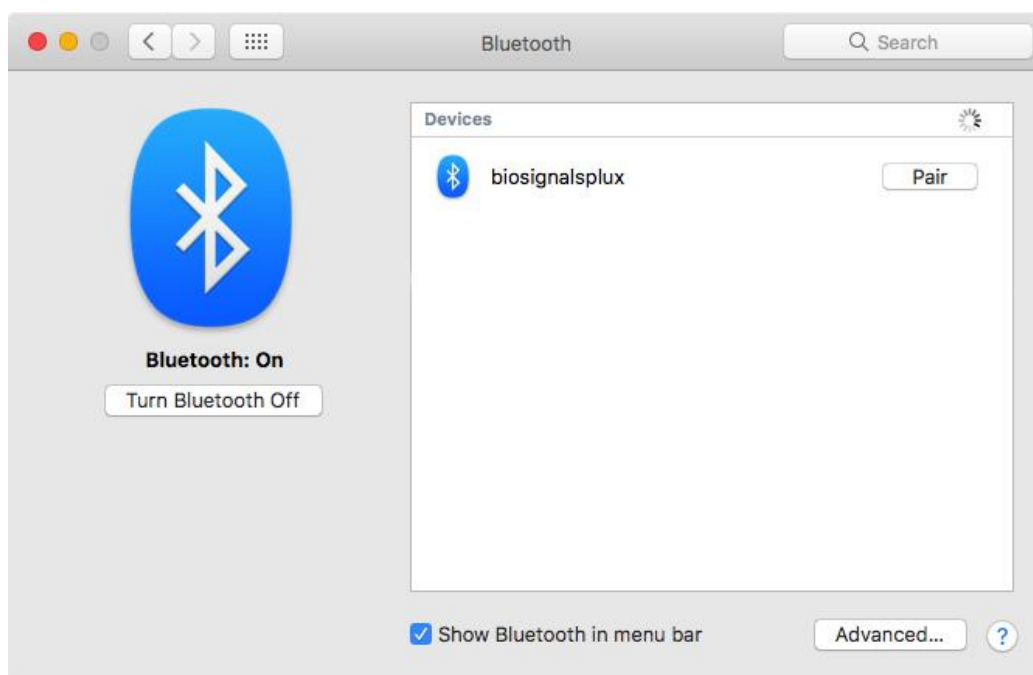 Bluetooth
Search
Devices
biosignalsplux
Pair
Bluetooth: On
Turn Bluetooth Off
Show Bluetooth in menu bar
Advanced...
?